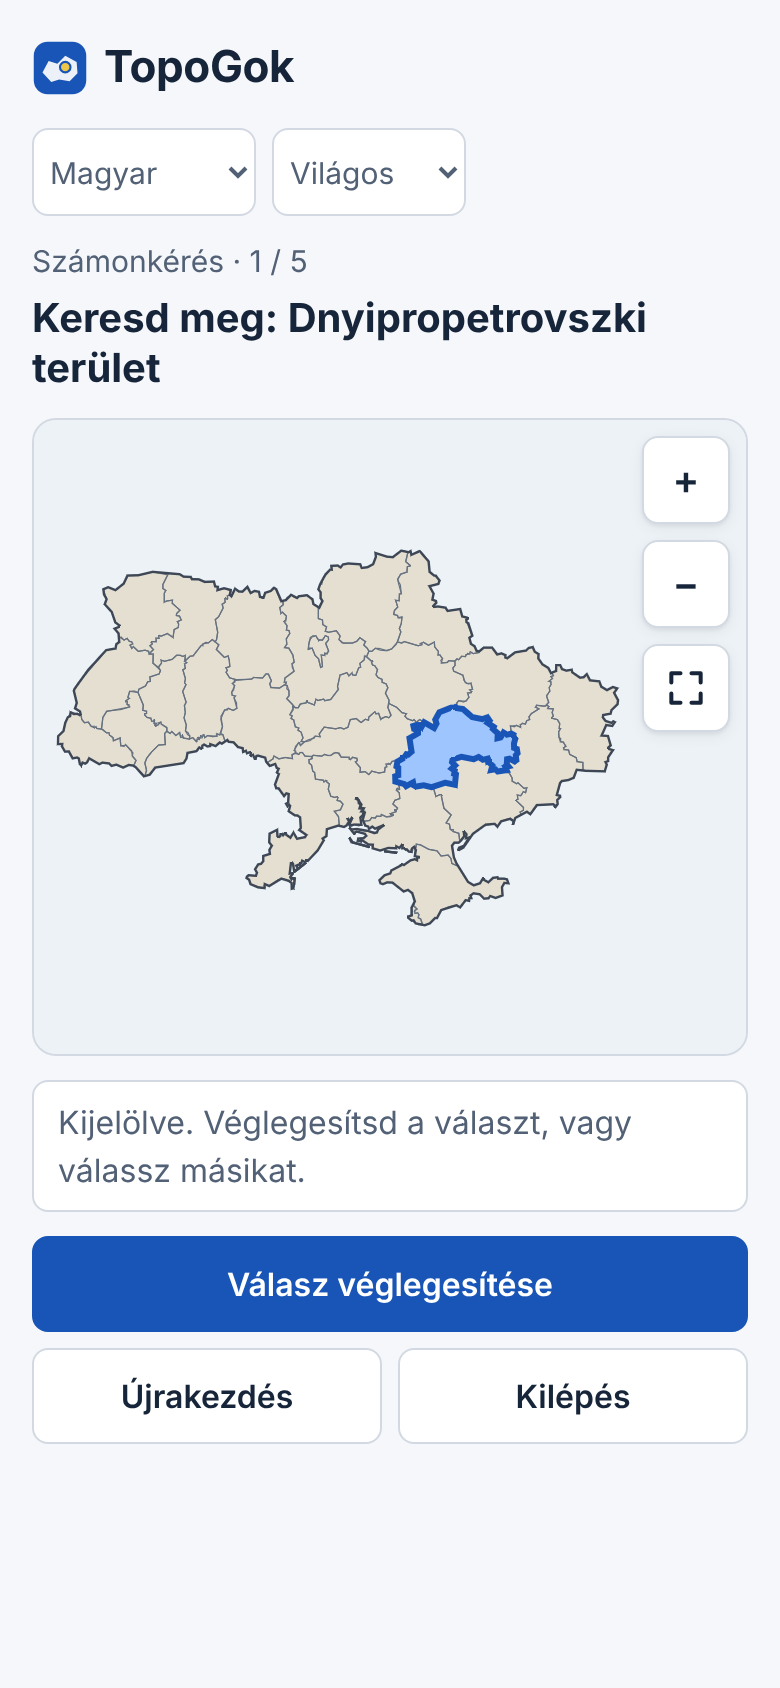 TopoGok
Magyar
Világos
Számonkérés · 1 / 5
Keresd meg: Dnyipropetrovszki
terület
+
−
Kijelölve. Véglegesítsd a választ, vagy
válassz másikat.
Válasz véglegesítése
Újrakezdés
Kilépés